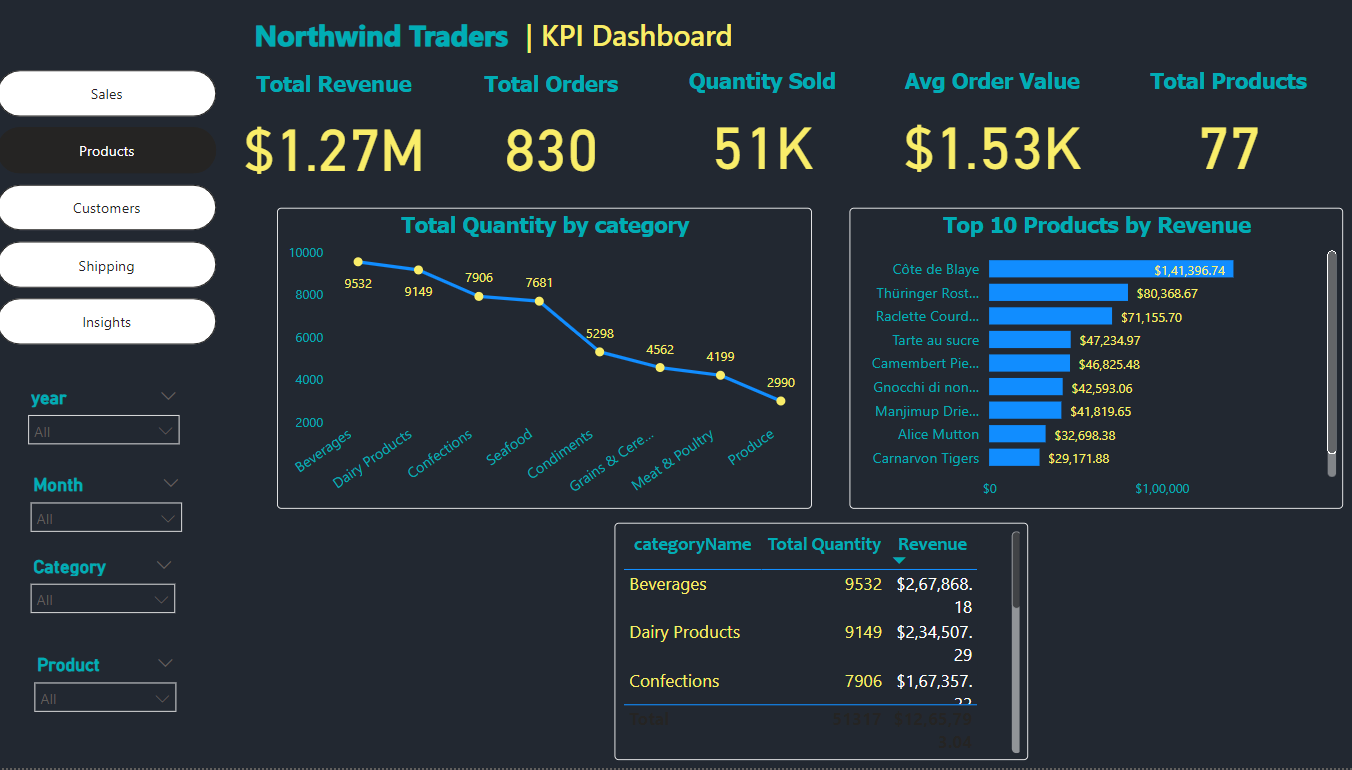 Northwind Traders | KPI Dashboard
Total Revenue
$1.27M
Total Orders
830
Quantity Sold
51K
Avg Order Value
$1.53K
Total Products
77
Sales
Products
Customers
Shipping
Insights
year
All
Month
All
Category
All
Product
All
Total Quantity by category
10000
8000
6000
4000
2000
9532
9149
7906
7681
5298
4562
4199
2990
Beverages
Dairy Products
Confections
Seafood
Condiments
Grains & Cere...
Meat & Poultry
Produce
Top 10 Products by Revenue
Côte de Blaye $1,41,396.74
Thüringer Rost... $80,368.67
Raclette Courd... $71,155.70
Tarte au sucre $47,234.97
Camembert Pie... $46,825.48
Gnocchi di non... $42,593.06
Manjimup Drie... $41,819.65
Alice Mutton $32,698.38
Carnarvon Tigers $29,171.88
$0 $1,00,000
categoryName Total Quantity Revenue
Beverages 9532 $2,67,868.
18
Dairy Products 9149 $2,34,507.
29
Confections 7906 $1,67,357.
Total